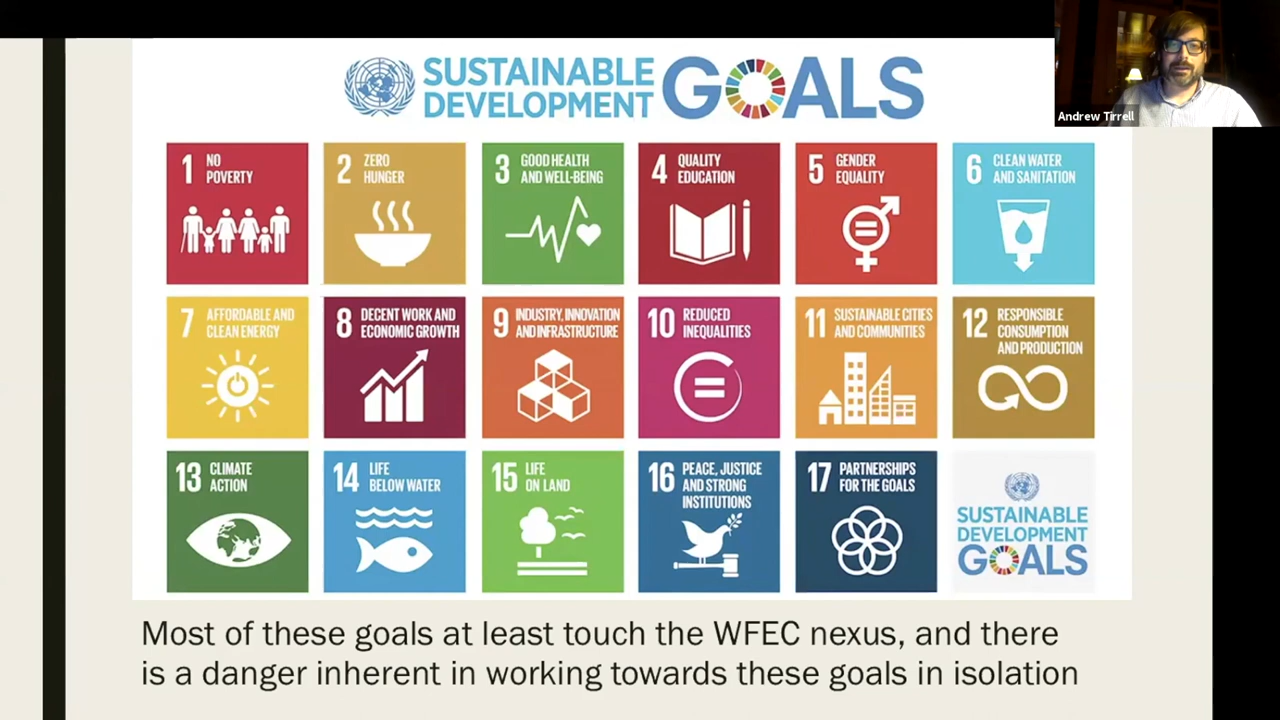 SUSTAINABLE
DEVELOPMENT
GOALS
Andrew Tirrell
1 NO
POVERTY
2 ZERO
HUNGER
3 GOOD HEALTH
AND WELL-BEING
4 QUALITY
EDUCATION
5 GENDER
EQUALITY
6 CLEAN WATER
AND SANITATION
7 AFFORDABLE AND
CLEAN ENERGY
8 DECENT WORK AND
ECONOMIC GROWTH
9 INDUSTRY, INNOVATION
AND INFRASTRUCTURE
10 REDUCED
INEQUALITIES
11 SUSTAINABLE CITIES
AND COMMUNITIES
12 RESPONSIBLE
CONSUMPTION
AND PRODUCTION
13 CLIMATE
ACTION
14 LIFE
BELOW WATER
15 LIFE
ON LAND
16 PEACE, JUSTICE
AND STRONG
INSTITUTIONS
17 PARTNERSHIPS
FOR THE GOALS
SUSTAINABLE
DEVELOPMENT
GOALS
Most of these goals at least touch the WFEC nexus, and there
is a danger inherent in working towards these goals in isolation